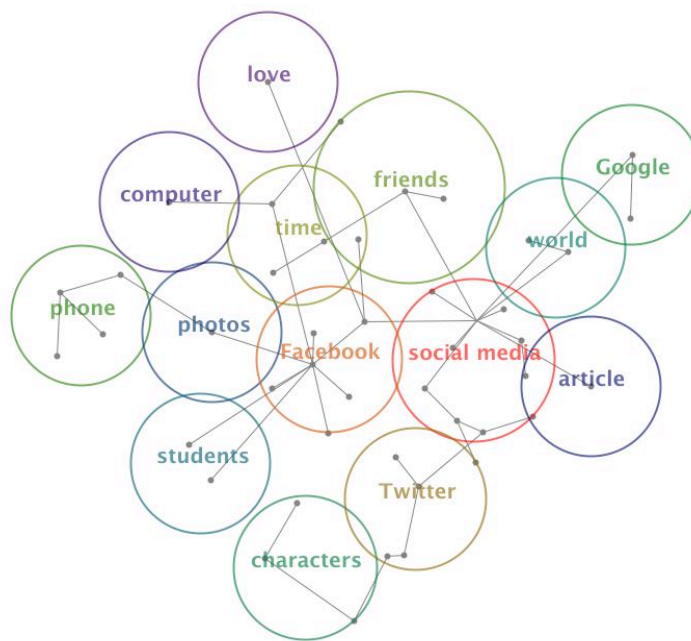 love
Google
friends
computer
time
world
phone
photos
Facebook
social media
article
students
Twitter
characters